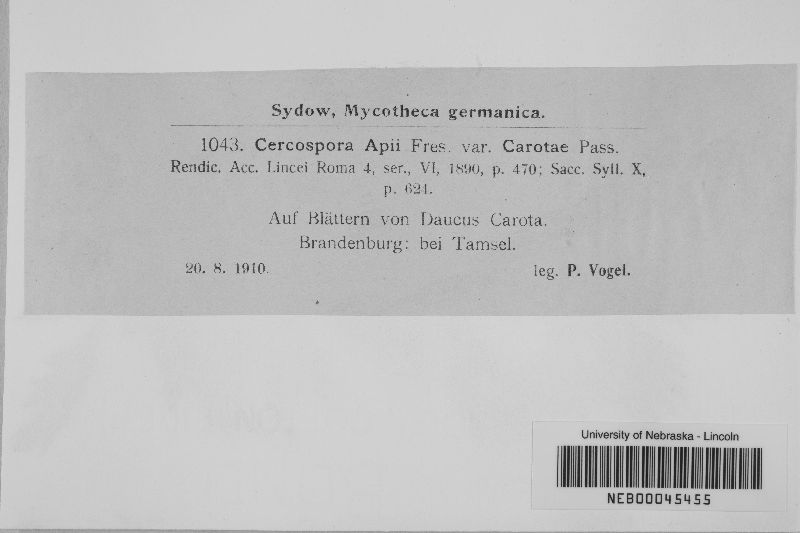 Sydow, Mycotheca germanica.
1043. Cercospora Apii Fres. var. Carotae Pass.
Rendic. Acc. Lincei Roma 4, ser., VI, 1890, p. 470; Sacc. Syll. X,
p. 624.
Auf Blättern von Daucus Carota.
Brandenburg: bei Tamsel.
20. 8. 1910. leg. P. Vogel.
University of Nebraska - Lincoln
NEB00045455